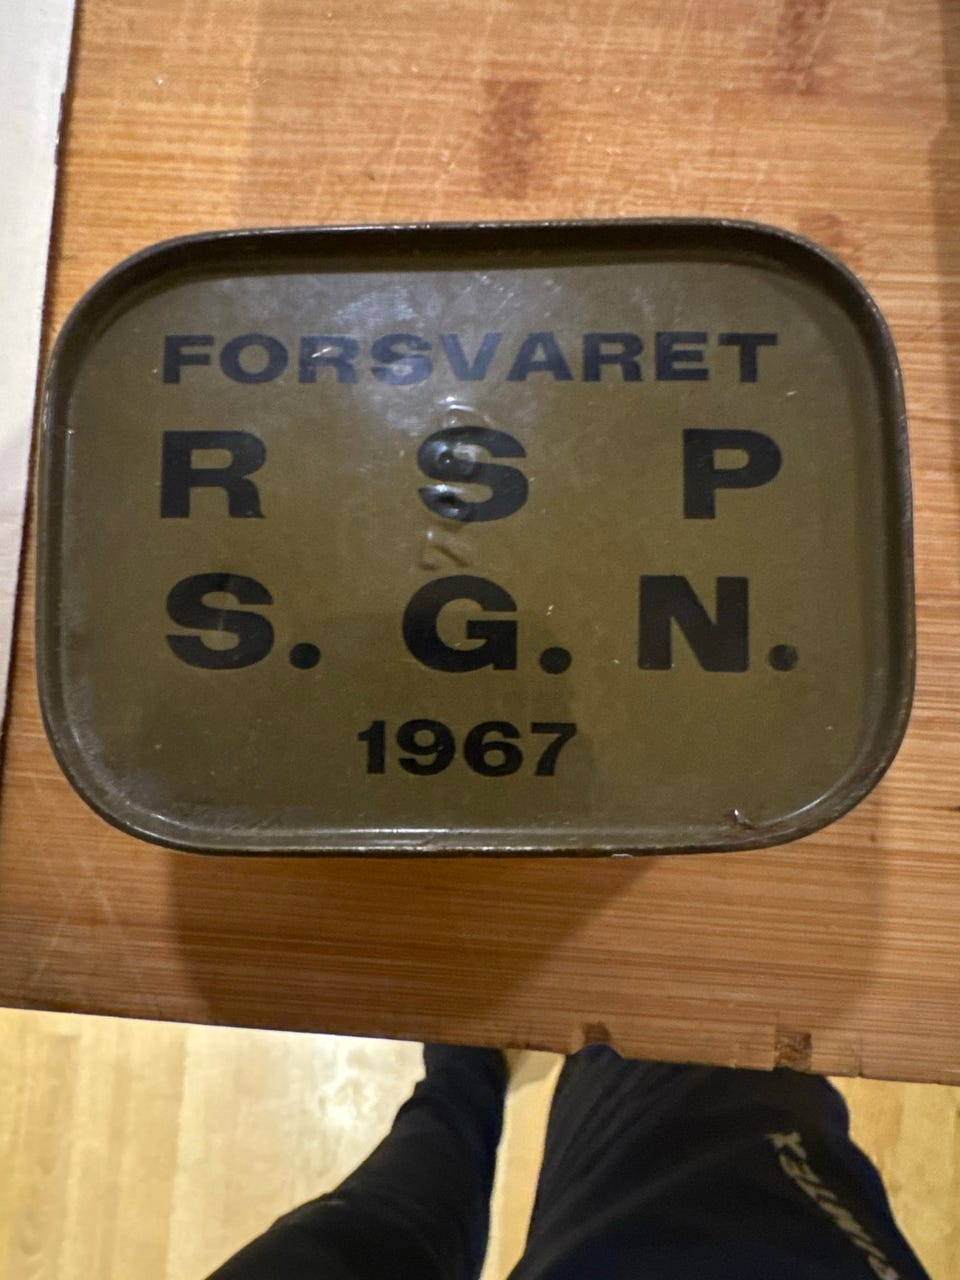 FORSVARET
R S P
S. G. N.
1967